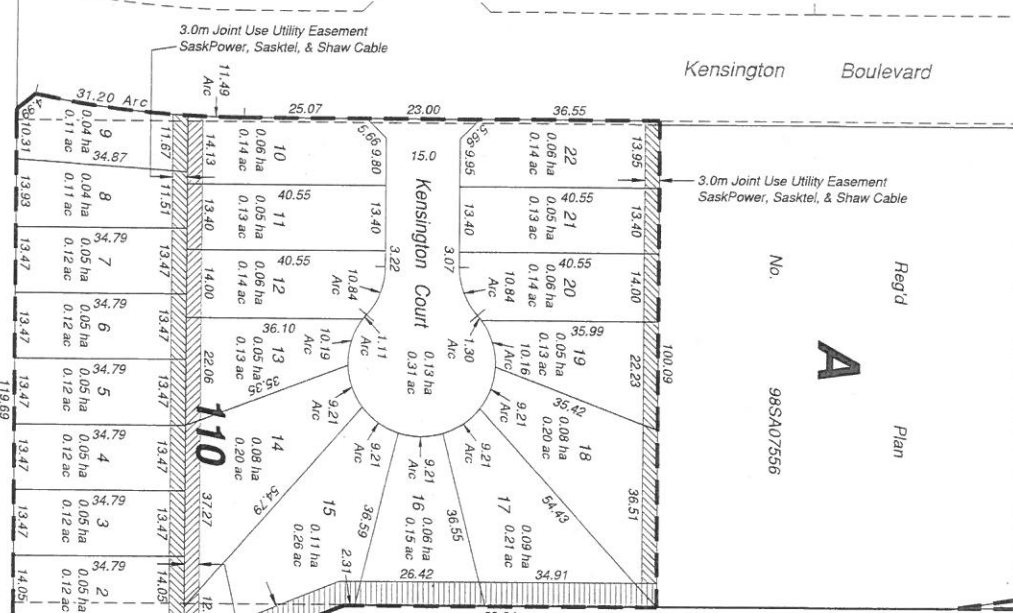 3.0m Joint Use Utility Easement
SaskPower, Sasktel, & Shaw Cable
Kensington Boulevard
31.20 Arc
11.49
Arc
25.07
23.00
36.55
4.99
10.31
9
0.04 ha
0.11 ac
11.67
34.87
13.93
8
0.04 ha
0.11 ac
11.51
34.79
13.47
7
0.05 ha
0.12 ac
13.47
34.79
13.47
6
0.05 ha
0.12 ac
13.47
34.79
13.47
5
0.05 ha
0.12 ac
13.47
119.69
34.79
13.47
4
0.05 ha
0.12 ac
13.47
34.79
13.47
3
0.05 ha
0.12 ac
13.47
34.79
14.05
2
0.05 ha
0.12 ac
14.05
110
14.13
10
0.06 ha
0.14 ac
5.66
9.80
40.55
13.40
11
0.05 ha
0.13 ac
13.40
40.55
14.00
12
0.06 ha
0.14 ac
3.22
10.84
Arc
36.10
22.06
13
0.05 ha
0.13 ac
10.19
Arc
1.11
Arc
35.35
37.27
14
0.08 ha
0.20 ac
9.21
Arc
54.79
15
0.11 ha
0.26 ac
9.21
Arc
36.59
2.31
16
0.06 ha
0.15 ac
9.21
Arc
26.42
36.55
17
0.09 ha
0.21 ac
9.21
Arc
34.91
54.43
18
0.08 ha
0.20 ac
9.21
Arc
36.51
35.42
19
0.05 ha
0.13 ac
10.16
Arc
1.30
Arc
22.23
35.99
20
0.06 ha
0.14 ac
3.07
10.84
Arc
14.00
40.55
21
0.05 ha
0.13 ac
13.40
40.55
22
0.06 ha
0.14 ac
5.66
9.95
13.95
15.0
Kensington Court
0.13 ha
0.31 ac
100.09
3.0m Joint Use Utility Easement
SaskPower, Sasktel, & Shaw Cable
Reg'd Plan
No. 98SA07556
A